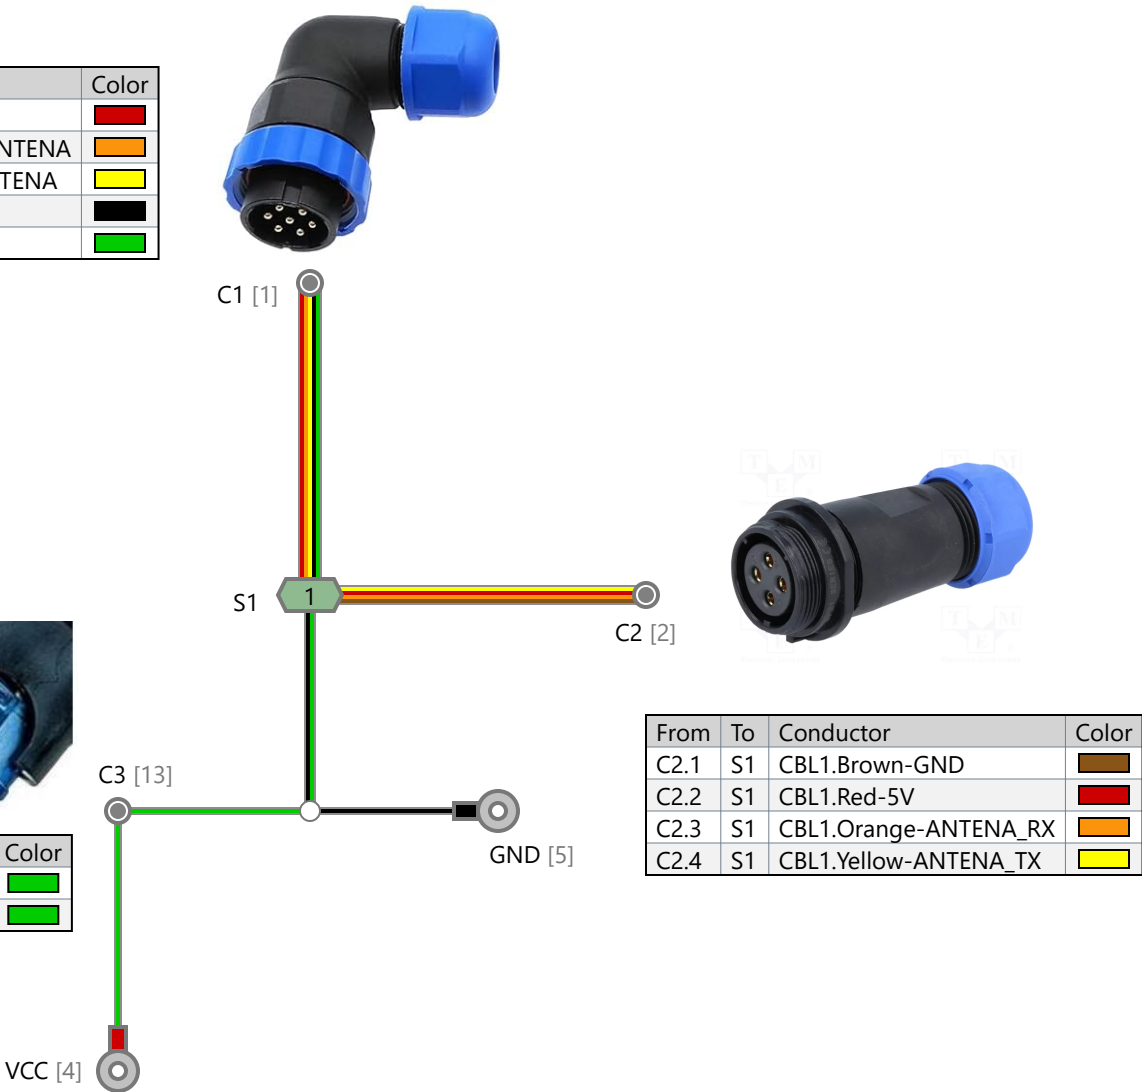 Color
NTENA
TENA
C1 [1]
S1
1
C2 [2]
T M
E
T M
T M
E
From To Conductor Color
C2.1 S1 CBL1.Brown-GND
C2.2 S1 CBL1.Red-5V
C2.3 S1 CBL1.Orange-ANTENA_RX
C2.4 S1 CBL1.Yellow-ANTENA_TX
C3 [13]
GND [5]
Color
VCC [4]